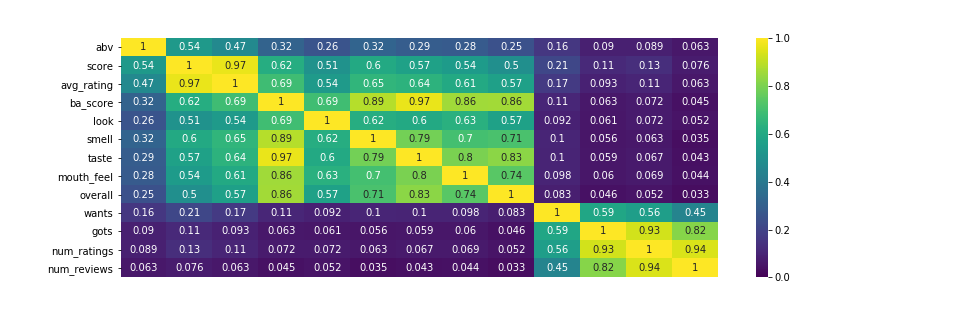 abv 1 0.54 0.47 0.32 0.26 0.32 0.29 0.28 0.25 0.16 0.09 0.089 0.063
score 0.54 1 0.97 0.62 0.51 0.6 0.57 0.54 0.5 0.21 0.11 0.13 0.076
avg_rating 0.47 0.97 1 0.69 0.54 0.65 0.64 0.61 0.57 0.17 0.093 0.11 0.063
ba_score 0.32 0.62 0.69 1 0.69 0.89 0.97 0.86 0.86 0.11 0.063 0.072 0.045
look 0.26 0.51 0.54 0.69 1 0.62 0.6 0.63 0.57 0.092 0.061 0.072 0.052
smell 0.32 0.6 0.65 0.89 0.62 1 0.79 0.7 0.71 0.1 0.056 0.063 0.035
taste 0.29 0.57 0.64 0.97 0.6 0.79 1 0.8 0.83 0.1 0.059 0.067 0.043
mouth_feel 0.28 0.54 0.61 0.86 0.63 0.7 0.8 1 0.74 0.098 0.06 0.069 0.044
overall 0.25 0.5 0.57 0.86 0.57 0.71 0.83 0.74 1 0.083 0.046 0.052 0.033
wants 0.16 0.21 0.17 0.11 0.092 0.1 0.1 0.098 0.083 1 0.59 0.56 0.45
gots 0.09 0.11 0.093 0.063 0.061 0.056 0.059 0.06 0.046 0.59 1 0.93 0.82
num_ratings 0.089 0.13 0.11 0.072 0.072 0.063 0.067 0.069 0.052 0.56 0.93 1 0.94
num_reviews 0.063 0.076 0.063 0.045 0.052 0.035 0.043 0.044 0.033 0.45 0.82 0.94 1
1.0
0.8
0.6
0.4
0.2
0.0